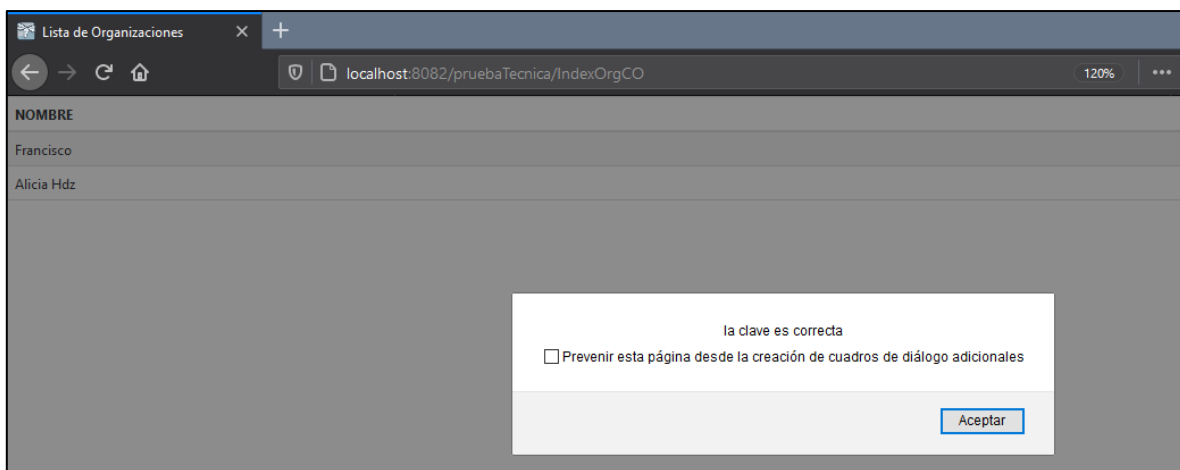 Lista de Organizaciones
localhost:8082/pruebaTecnica/IndexOrgCO
120%
NOMBRE
Francisco
Alicia Hdz
la clave es correcta
Prevenir esta página desde la creación de cuadros de diálogo adicionales
Aceptar